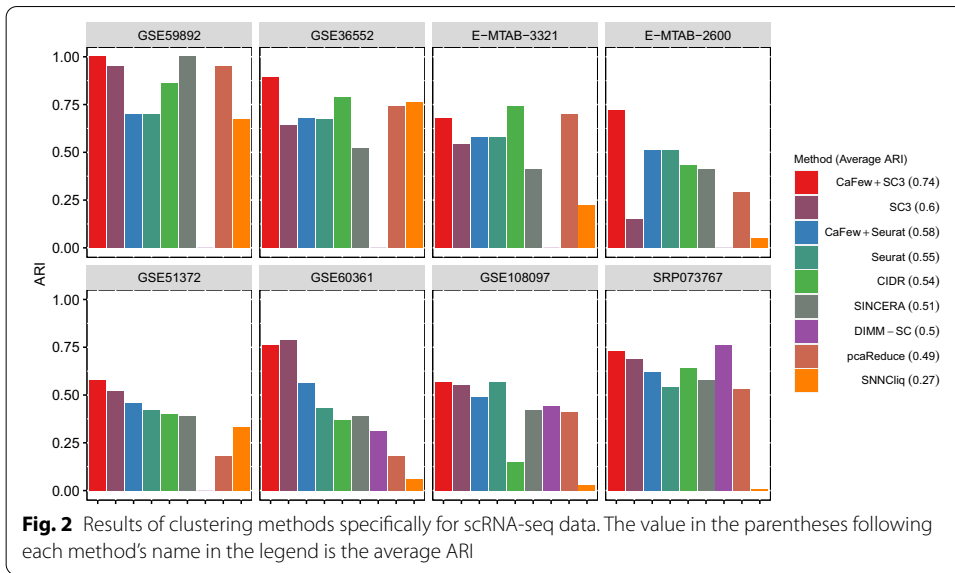 GSE59892 GSE36552 E−MTAB−3321 E−MTAB−2600
1.00
0.75
0.50
0.25
0.00
GSE51372 GSE60361 GSE108097 SRP073767
1.00
0.75
0.50
0.25
0.00
ARI
Method (Average ARI)
CaFew+SC3 (0.74)
SC3 (0.6)
CaFew+Seurat (0.58)
Seurat (0.55)
CIDR (0.54)
SINCERA (0.51)
DIMM−SC (0.5)
pcaReduce (0.49)
SNNCliq (0.27)
Fig. 2 Results of clustering methods specifically for scRNA-seq data. The value in the parentheses following
each method's name in the legend is the average ARI